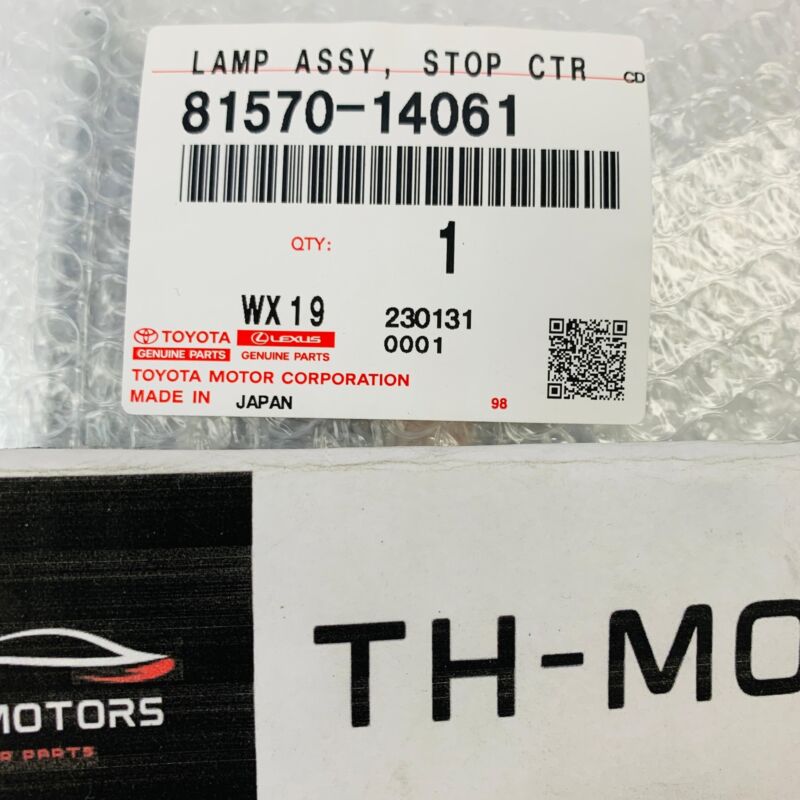 LAMP ASSY, STOP CTR CD
81570-14061
QTY: 1
WX19 230131
0001
TOYOTA LEXUS
GENUINE PARTS GENUINE PARTS
TOYOTA MOTOR CORPORATION
MADE IN JAPAN 98
TH-MO
MOTORS
PARTS